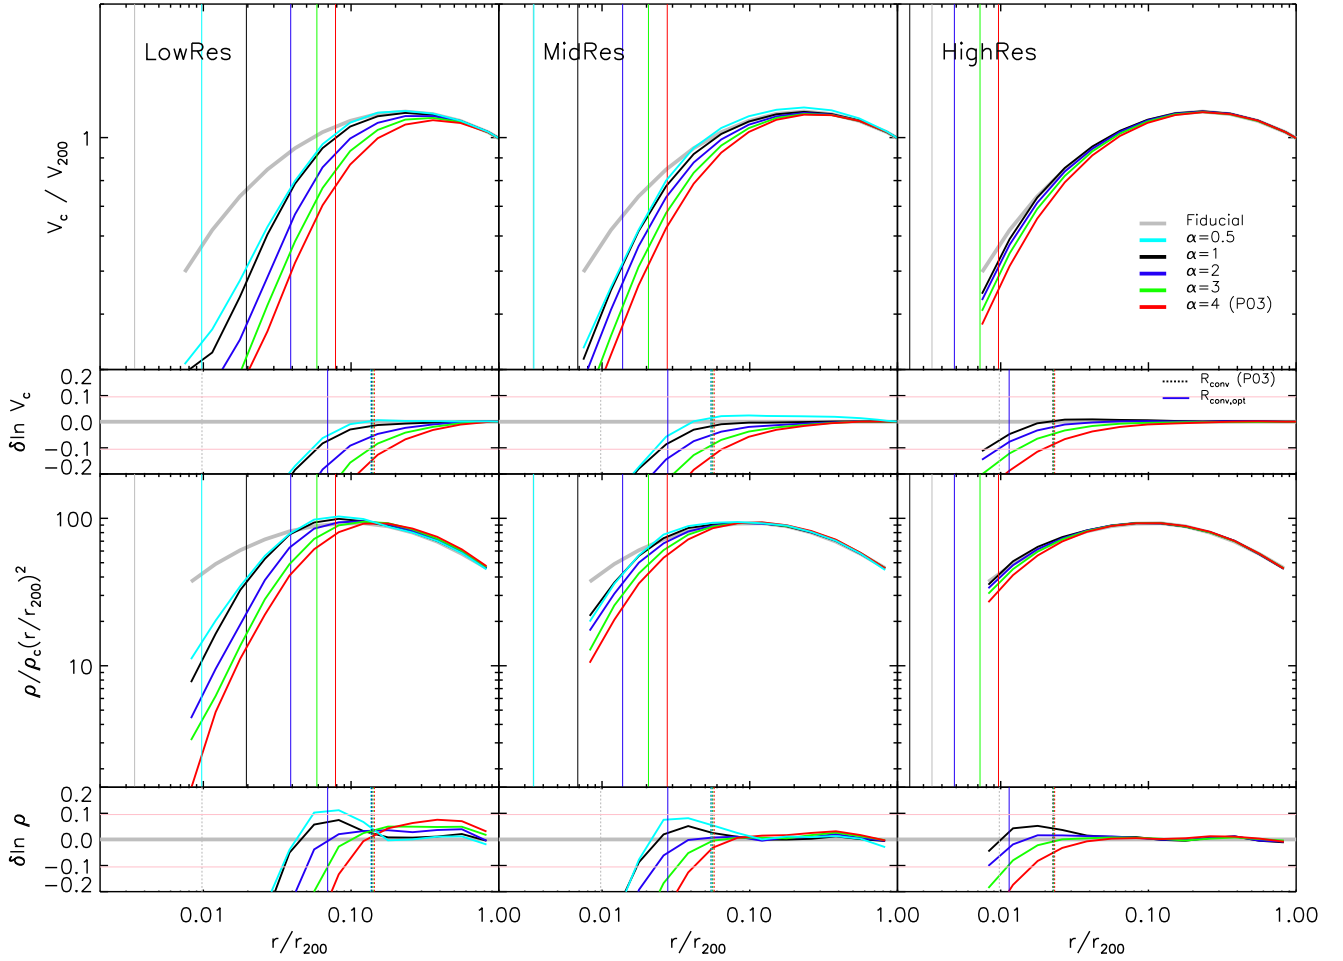 LowRes
MidRes
HighRes
V_c / V_200
1
Fiducial
α=0.5
α=1
α=2
α=3
α=4 (P03)
δln V_c
0.2
0.1
0.0
−0.1
−0.2
R_conv (P03)
R_conv,opt
ρ/ρ_c(r/r_200)^2
100
10
δln ρ
0.2
0.1
0.0
−0.1
−0.2
0.01 0.10 1.00 0.01 0.10 1.00 0.01 0.10 1.00
r/r_200 r/r_200 r/r_200